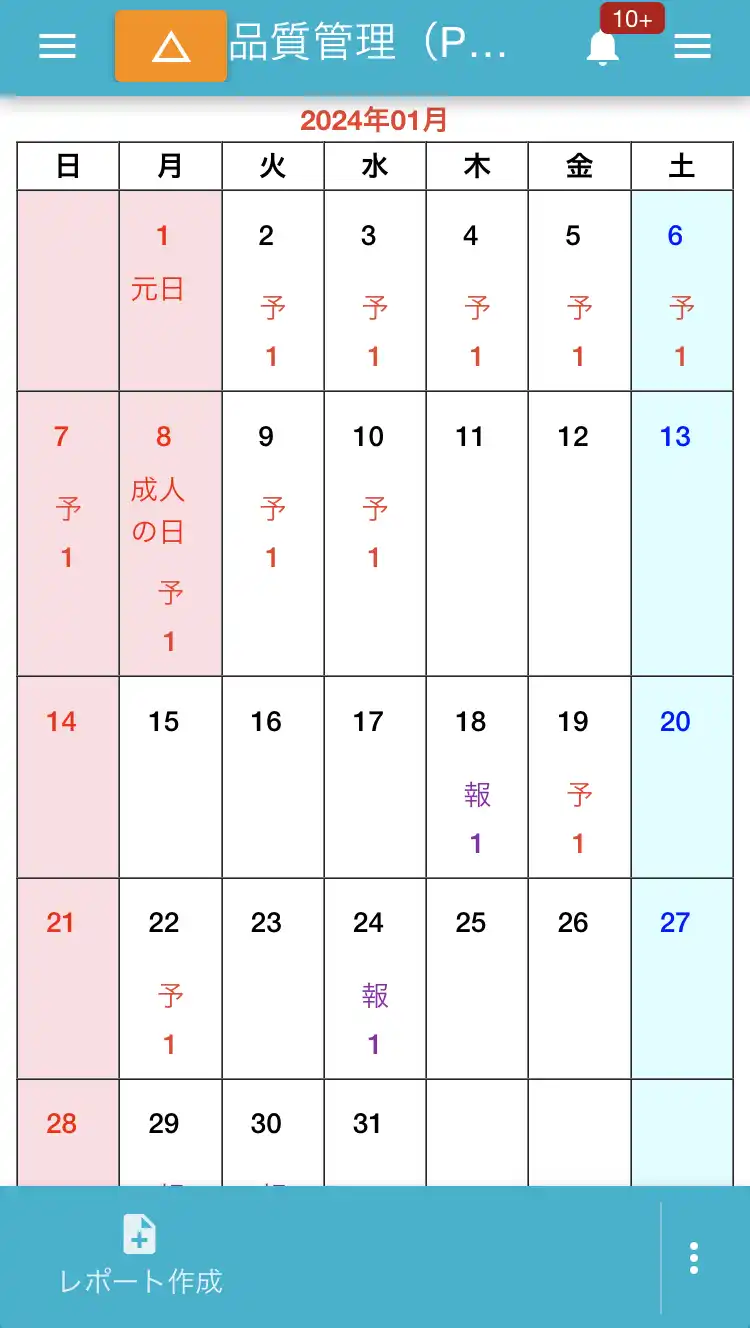 品質管理（P...
10+
2024年01月
日 月 火 水 木 金 土
1 2 3 4 5 6
元日
予 予 予 予 予
1 1 1 1 1
7 8 9 10 11 12 13
成人
の日
予 予 予
1 1 1
予
1
14 15 16 17 18 19 20
報 予
1 1
21 22 23 24 25 26 27
予 報
1 1
28 29 30 31
レポート作成